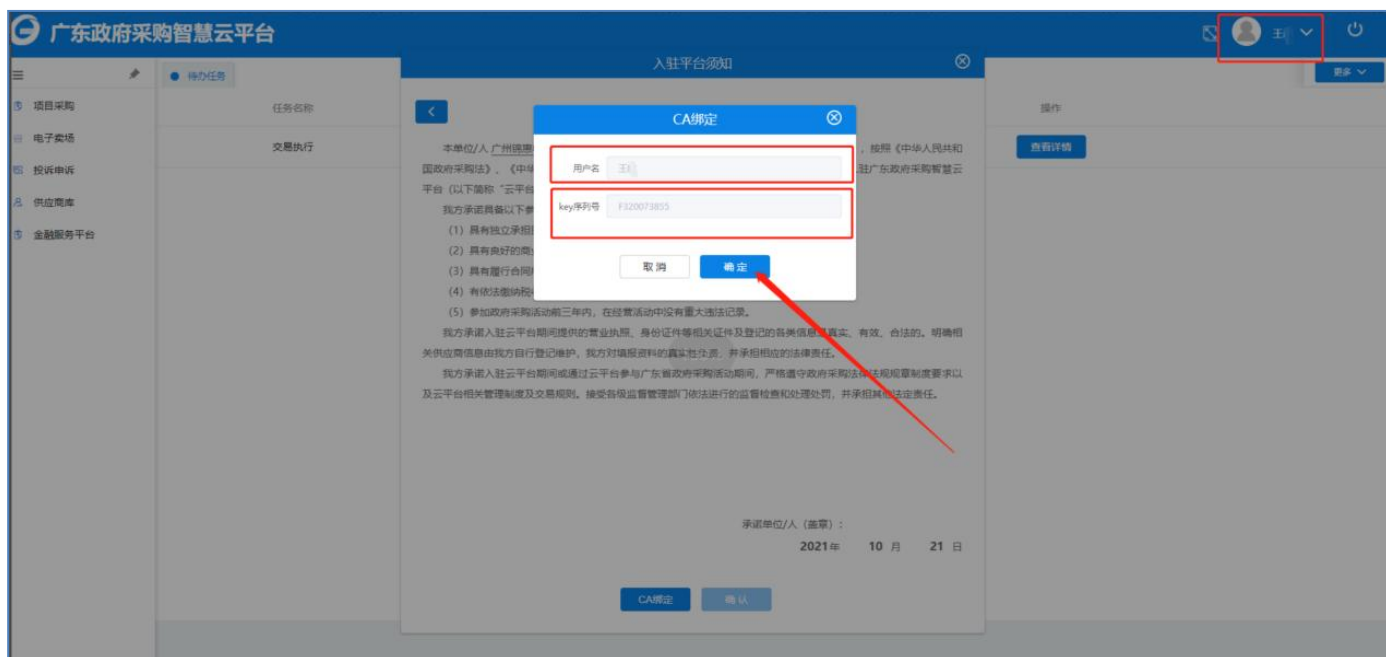 广东政府采购智慧云平台
王
入驻平台须知
待办任务
更多
项目采购
电子卖场
投诉申诉
供应商库
金融服务平台
任务名称
操作
交易执行
查看详情
CA绑定
用户名 王
key序列号 F320073855
取消 确定
本单位/人 广州锦惠 ，按照《中华人民共和
国政府采购法》、《中华 驻广东政府采购智慧云
平台（以下简称“云平台
我方承诺具备以下参
（1）具有独立承担
（2）具有良好的商业
（3）具有履行合同
（4）有依法缴纳税
（5）参加政府采购活动前三年内，在经营活动中没有重大违法记录。
我方承诺入驻云平台期间提供的营业执照、身份证件等相关证件及登记的各类信息是真实、有效、合法的。明确相
关供应商信息由我方自行登记维护，我方对填报资料的真实性负责，并承担相应的法律责任。
我方承诺入驻云平台期间或通过云平台参与广东省政府采购活动期间，严格遵守政府采购法律法规规章制度要求以
及云平台相关管理制度及交易规则。接受各级监督管理部门依法进行的监督检查和处理处罚，并承担其他法定责任。
承诺单位/人（盖章）：
2021年 10 月 21 日
CA绑定 确认